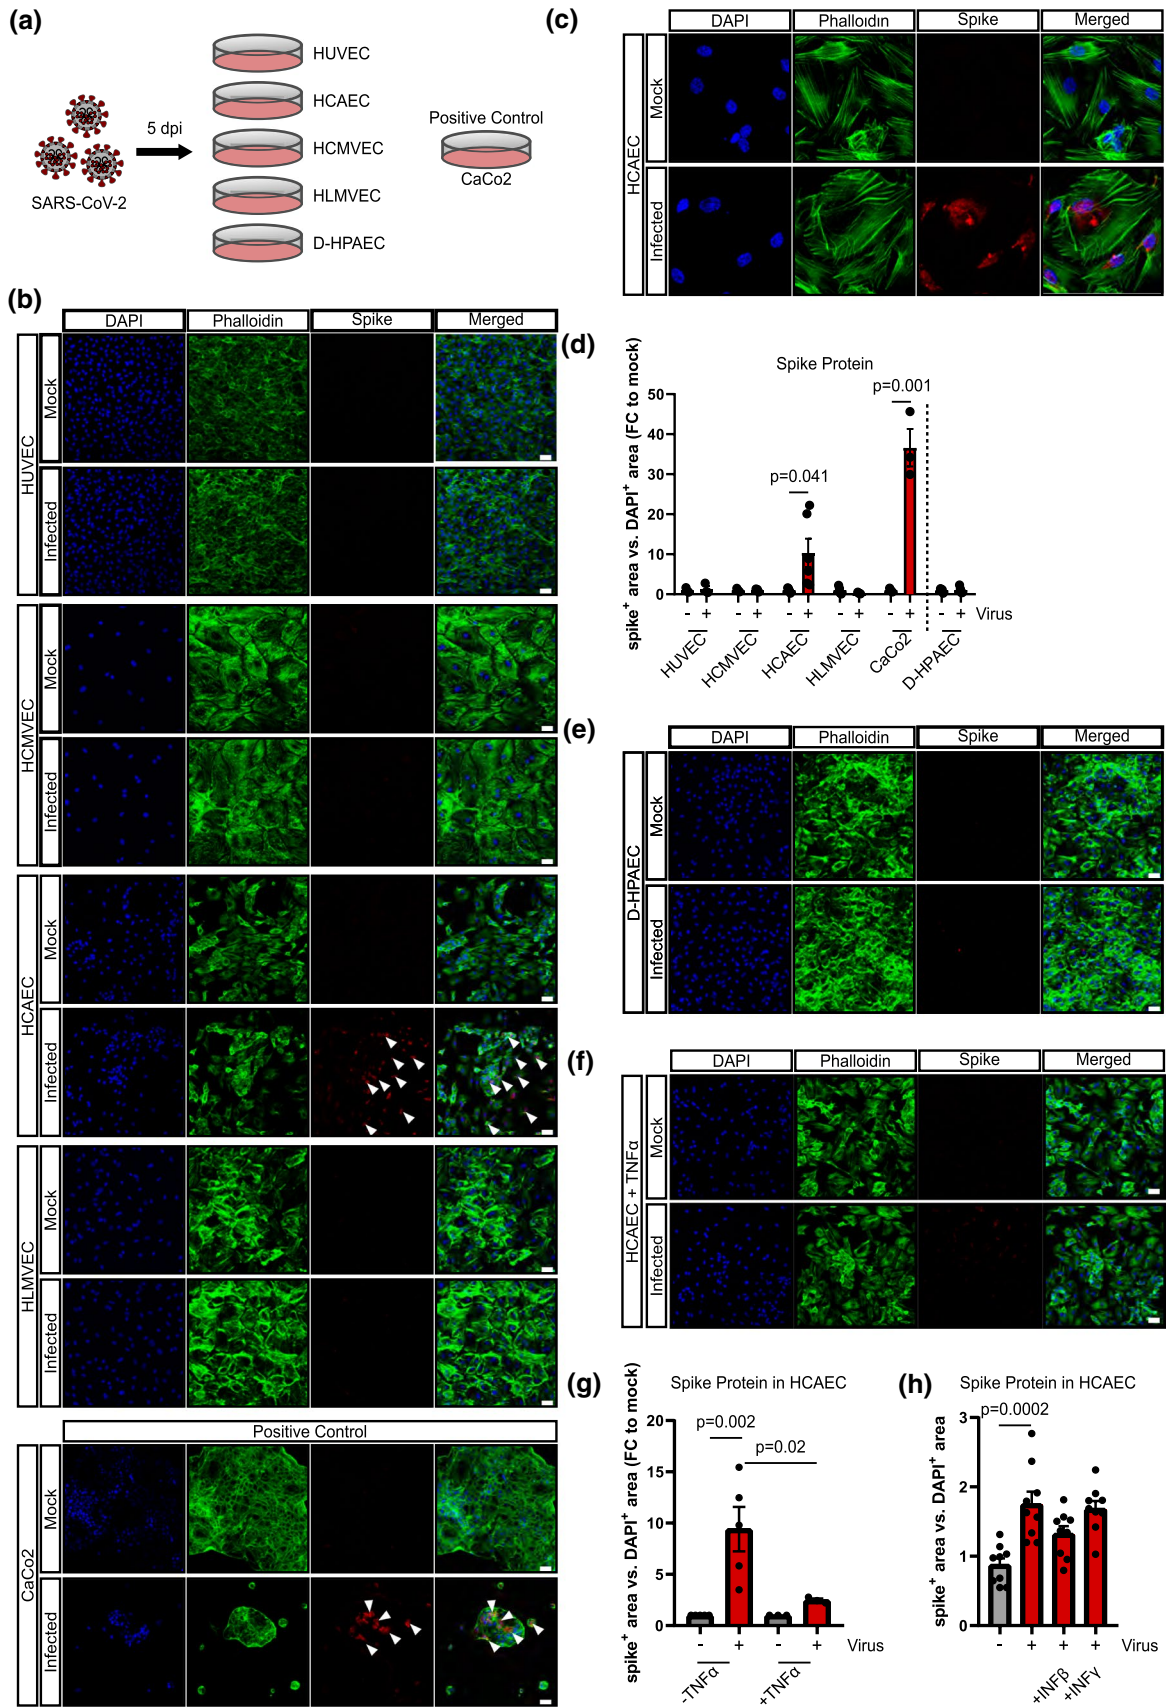 (a)
SARS-CoV-2
5 dpi
HUVEC
HCAEC
HCMVEC
HLMVEC
D-HPAEC
Positive Control
CaCo2
(b)
DAPI Phalloidin Spike Merged
HUVEC
Mock
Infected
HCMVEC
Mock
Infected
HCAEC
Mock
Infected
HLMVEC
Mock
Infected
Positive Control
CaCo2
Mock
Infected
(c)
DAPI Phalloidin Spike Merged
HCAEC
Mock
Infected
(d)
Spike Protein
spike+ area vs. DAPI+ area (FC to mock)
50
40
30
20
10
0
p=0.041
p=0.001
- + - + - + - + - + - + Virus
HUVEC HCMVEC HCAEC HLMVEC CaCo2 D-HPAEC
(e)
DAPI Phalloidin Spike Merged
D-HPAEC
Mock
Infected
(f)
DAPI Phalloidin Spike Merged
HCAEC + TNFα
Mock
Infected
(g)
Spike Protein in HCAEC
spike+ area vs. DAPI+ area (FC to mock)
20
15
10
5
0
p=0.002
p=0.02
- + - + Virus
-TNFα +TNFα
(h)
Spike Protein in HCAEC
spike+ area vs. DAPI+ area
3
2
1
0
p=0.0002
- + + + Virus
+INFβ +INFγ